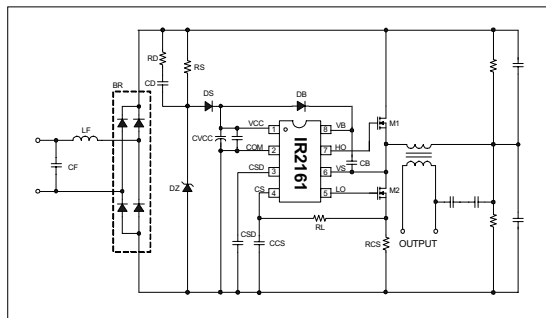 RD
RS
CD
BR
DS
DB
LF
CF
VCC
1
VB
8
M1
CVCC
COM
2
HO
7
CB
IR2161
CSD
3
VS
6
CS
4
LO
5
M2
DZ
RL
CSD
CCS
RCS
OUTPUT